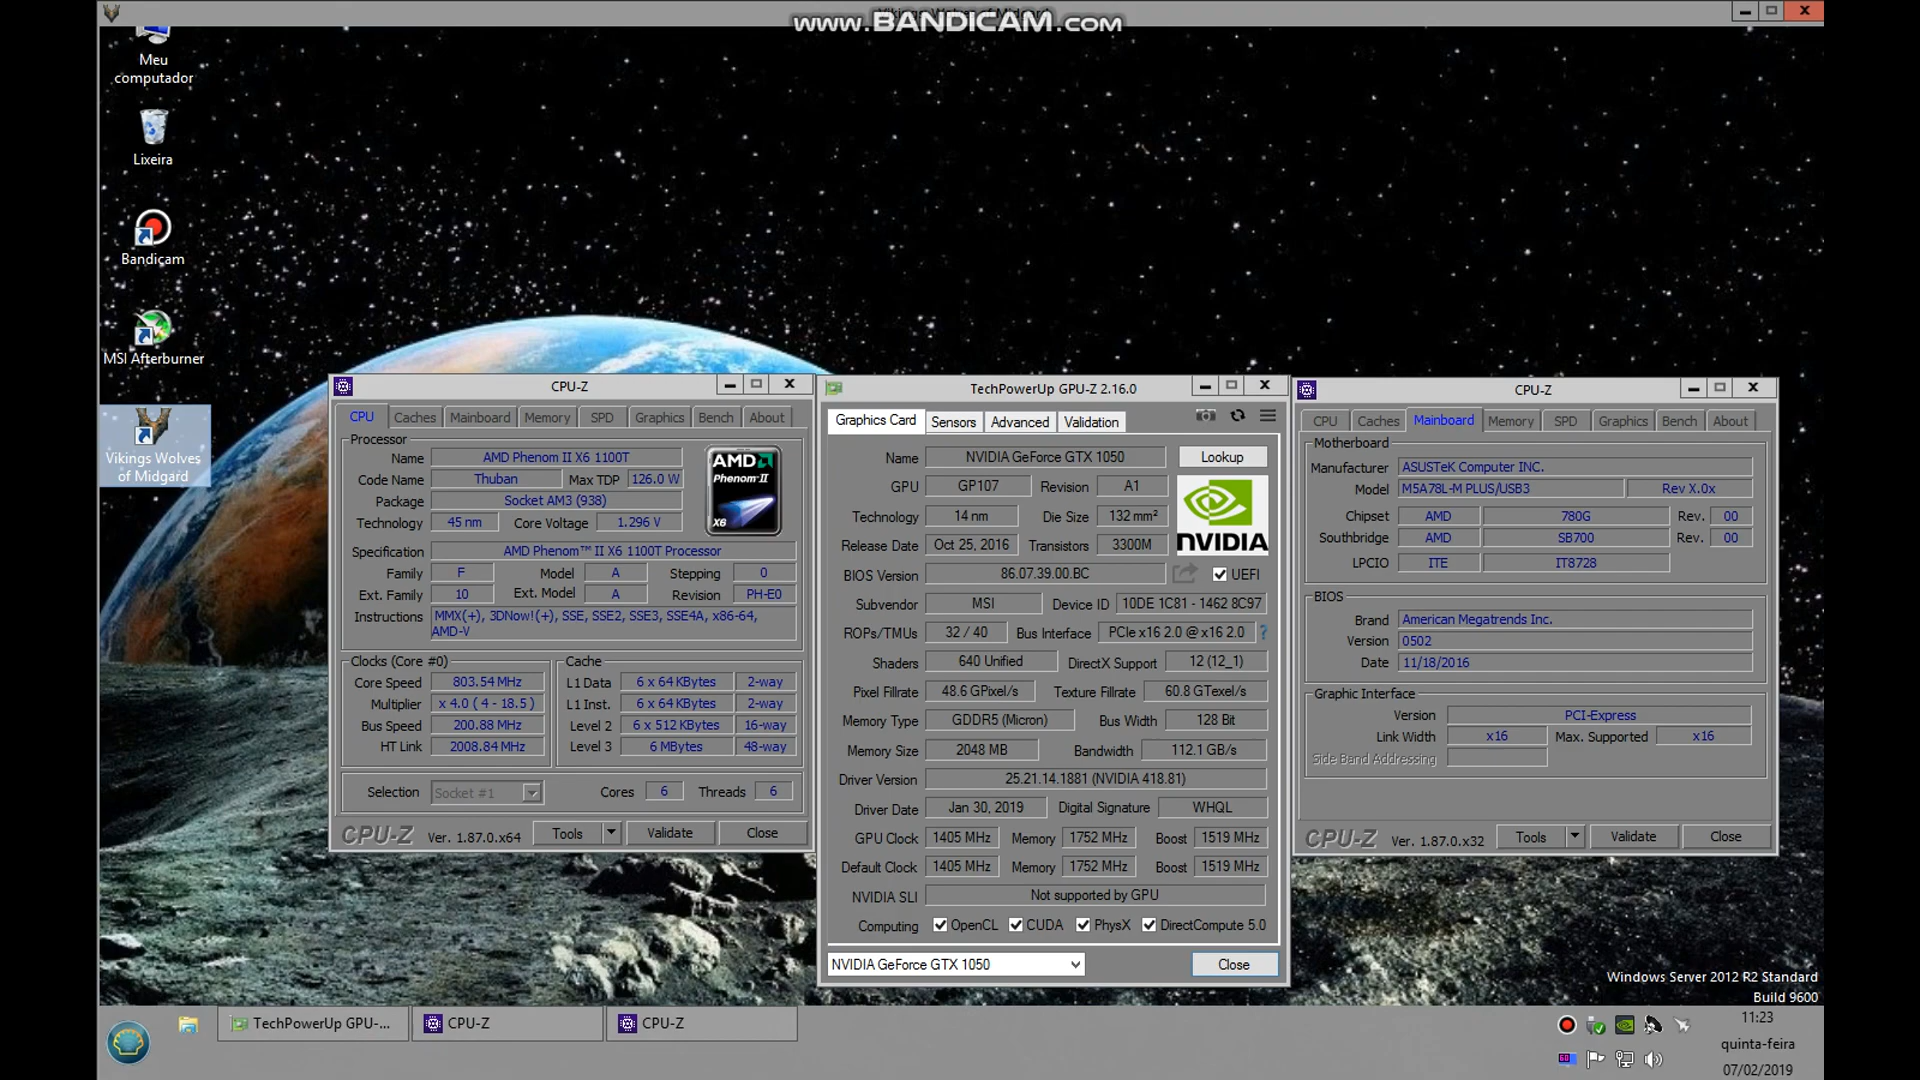 www.BANDICAM.com
Meu
computador
Lixeira
Bandicam
MSI Afterburner
Vikings Wolves
of Midgard
CPU-Z
CPU Caches Mainboard Memory SPD Graphics Bench About
Processor
Name AMD Phenom II X6 1100T
Code Name Thuban Max TDP 126.0 W
Package Socket AM3 (938)
Technology 45 nm Core Voltage 1.296 V
AMD
Phenom II
X6
Specification AMD Phenom™ II X6 1100T Processor
Family F Model A Stepping 0
Ext. Family 10 Ext. Model A Revision PH-E0
Instructions MMX(+), 3DNow!(+), SSE, SSE2, SSE3, SSE4A, x86-64,
AMD-V
Clocks (Core #0) Cache
Core Speed 803.54 MHz L1 Data 6 x 64 KBytes 2-way
Multiplier x 4.0 ( 4 - 18.5 ) L1 Inst. 6 x 64 KBytes 2-way
Bus Speed 200.88 MHz Level 2 6 x 512 KBytes 16-way
HT Link 2008.84 MHz Level 3 6 MBytes 48-way
Selection Socket #1 Cores 6 Threads 6
CPU-Z Ver. 1.87.0.x64 Tools Validate Close
TechPowerUp GPU-Z 2.16.0
Graphics Card Sensors Advanced Validation
Name NVIDIA GeForce GTX 1050 Lookup
GPU GP107 Revision A1
Technology 14 nm Die Size 132 mm²
Release Date Oct 25, 2016 Transistors 3300M
NVIDIA
BIOS Version 86.07.39.00.BC UEFI
Subvendor MSI Device ID 10DE 1C81 - 1462 8C97
ROPs/TMUs 32 / 40 Bus Interface PCIe x16 2.0 @ x16 2.0 ?
Shaders 640 Unified DirectX Support 12 (12_1)
Pixel Fillrate 48.6 GPixel/s Texture Fillrate 60.8 GTexel/s
Memory Type GDDR5 (Micron) Bus Width 128 Bit
Memory Size 2048 MB Bandwidth 112.1 GB/s
Driver Version 25.21.14.1881 (NVIDIA 418.81)
Driver Date Jan 30, 2019 Digital Signature WHQL
GPU Clock 1405 MHz Memory 1752 MHz Boost 1519 MHz
Default Clock 1405 MHz Memory 1752 MHz Boost 1519 MHz
NVIDIA SLI Not supported by GPU
Computing OpenCL CUDA PhysX DirectCompute 5.0
NVIDIA GeForce GTX 1050 Close
CPU-Z
CPU Caches Mainboard Memory SPD Graphics Bench About
Motherboard
Manufacturer ASUSTeK Computer INC.
Model M5A78L-M PLUS/USB3 Rev X.0x
Chipset AMD 780G Rev. 00
Southbridge AMD SB700 Rev. 00
LPCIO ITE IT8728
BIOS
Brand American Megatrends Inc.
Version 0502
Date 11/18/2016
Graphic Interface
Version PCI-Express
Link Width x16 Max. Supported x16
Side Band Addressing
CPU-Z Ver. 1.87.0.x32 Tools Validate Close
Windows Server 2012 R2 Standard
Build 9600
TechPowerUp GPU-... CPU-Z CPU-Z
11:23
quinta-feira
07/02/2019